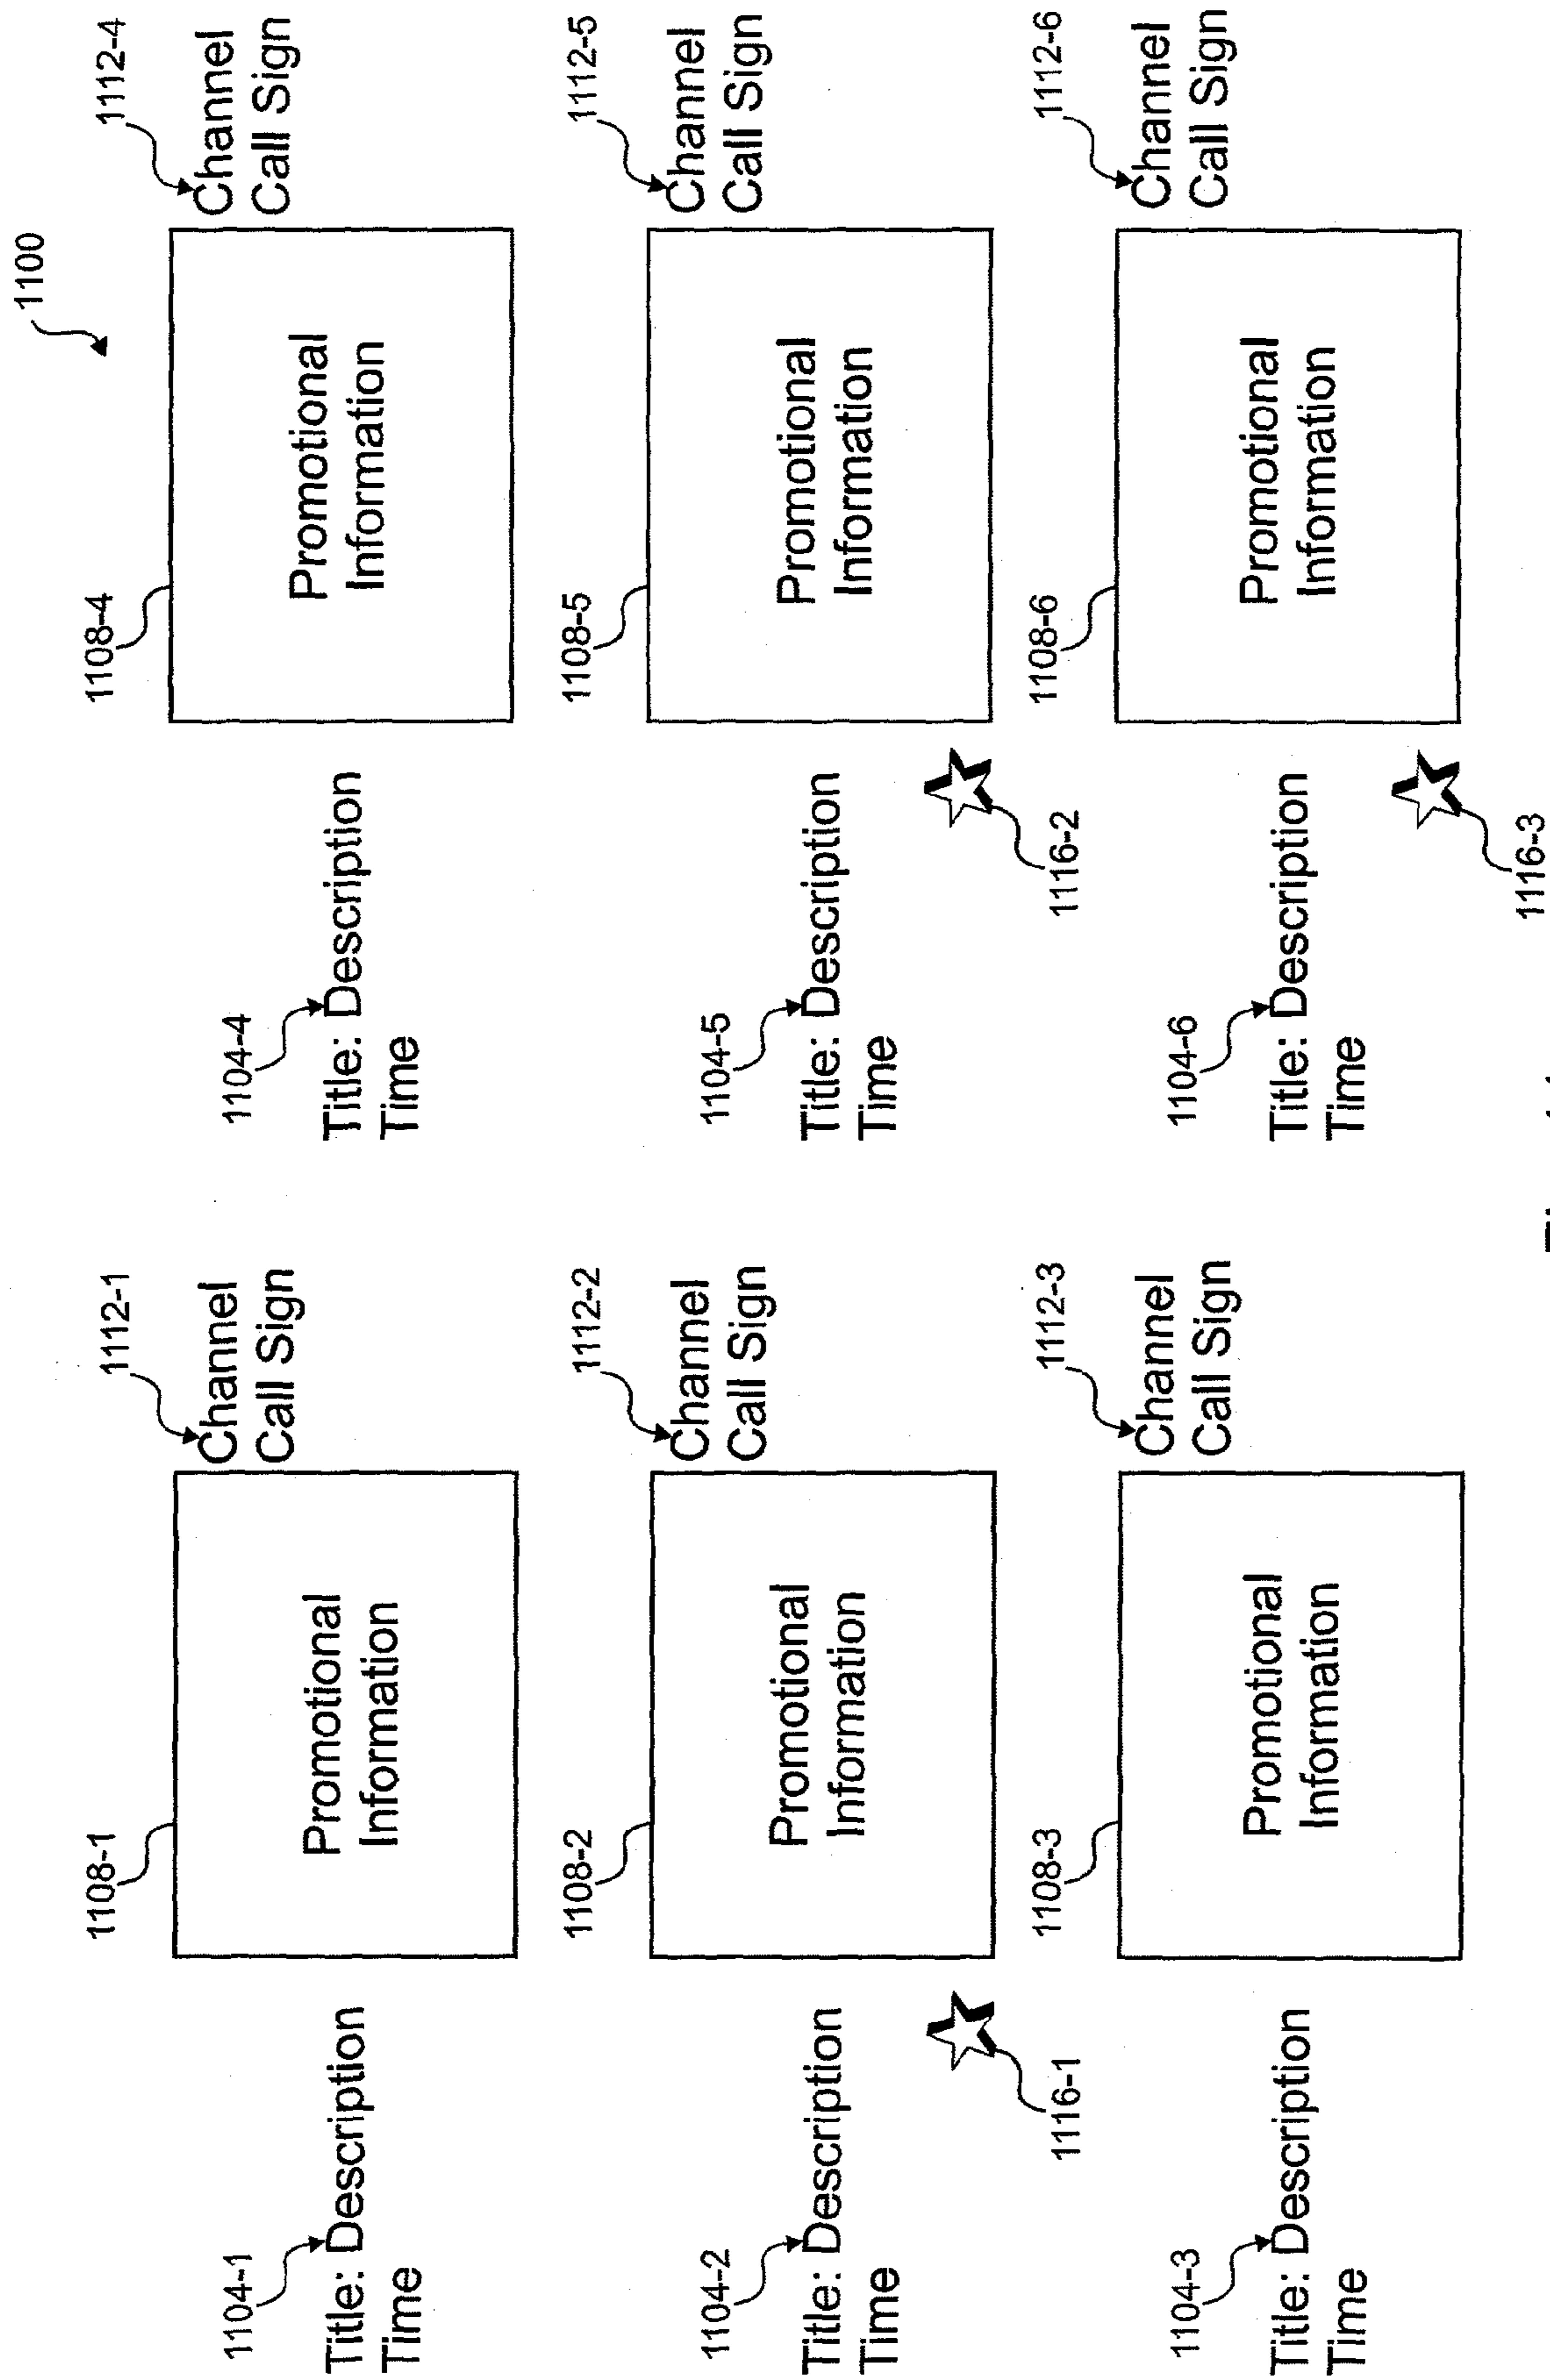 1100
1108-1
1112-1
Channel
Call Sign
1104-1
Title: Description
Time
Promotional
Information
1108-4
1112-4
Channel
Call Sign
1104-4
Title: Description
Time
Promotional
Information
1108-2
1112-2
Channel
Call Sign
1104-2
Title: Description
Time
Promotional
Information
1116-1
1108-5
1112-5
Channel
Call Sign
1104-5
Title: Description
Time
Promotional
Information
1116-2
1108-3
1112-3
Channel
Call Sign
1104-3
Title: Description
Time
Promotional
Information
1108-6
1112-6
Channel
Call Sign
1104-6
Title: Description
Time
Promotional
Information
1116-3